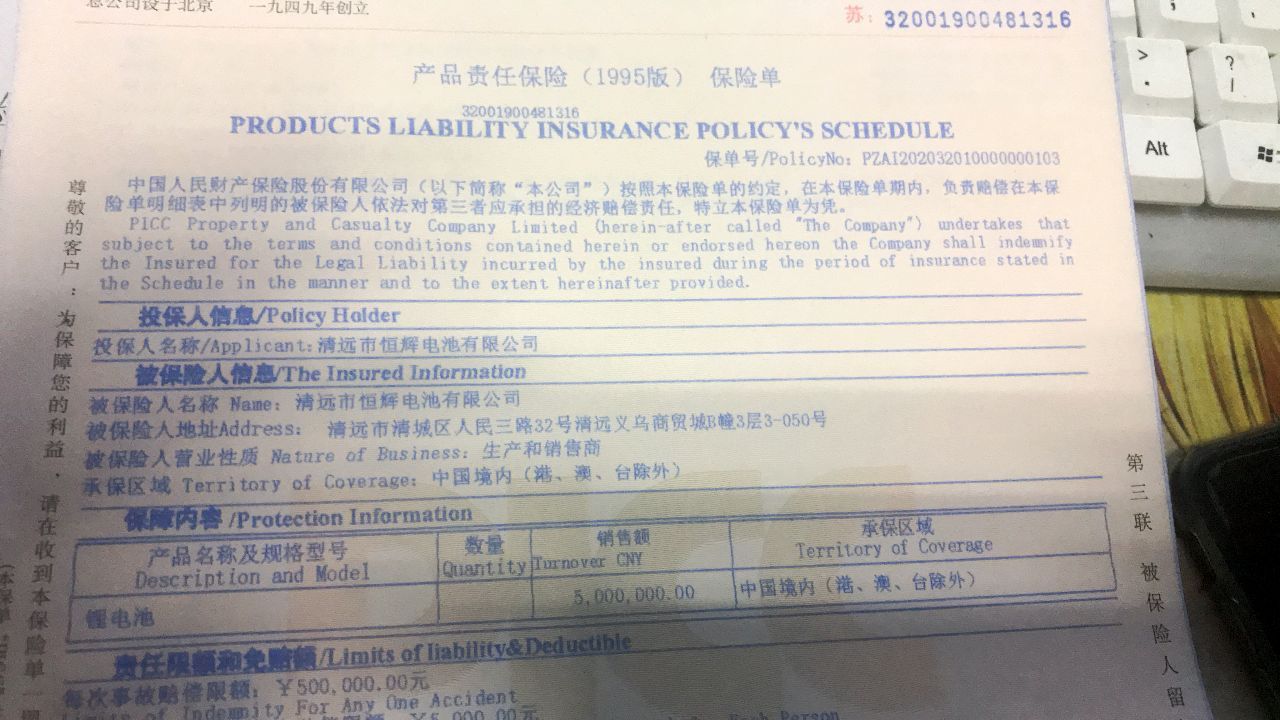 总公司设于北京 一九四九年创立
苏: 32001900481316
产品责任保险（1995版） 保险单
32001900481316
PRODUCTS LIABILITY INSURANCE POLICY'S SCHEDULE
保单号/PolicyNo: PZAI202032010000000103
中国人民财产保险股份有限公司（以下简称“本公司”）按照本保险单的约定，在本保险单期内，负责赔偿在本保
险单明细表中列明的被保险人依法对第三者应承担的经济赔偿责任，特立本保险单为凭。
PICC Property and Casualty Company Limited (herein-after called "The Company") undertakes that
subject to the terms and conditions contained herein or endorsed hereon the Company shall indemnify
the Insured for the Legal Liability incurred by the insured during the period of insurance stated in
the Schedule in the manner and to the extent hereinafter provided.
投保人信息/Policy Holder
投保人名称/Applicant:清远市恒辉电池有限公司
被保险人信息/The Insured Information
被保险人名称 Name: 清远市恒辉电池有限公司
被保险人地址Address: 清远市清城区人民三路32号清远义乌商贸城B幢3层3-050号
被保险人营业性质 Nature of Business: 生产和销售商
承保区域 Territory of Coverage: 中国境内（港、澳、台除外）
保障内容/Protection Information
产品名称及规格型号 数量 销售额 承保区域
Description and Model Quantity Turnover CNY Territory of Coverage
锂电池 5,000,000.00 中国境内（港、澳、台除外）
责任限额和免赔额/Limits of liability&Deductible
每次事故赔偿限额: ￥500,000.00元
of Indemnity For Any One Accident
尊敬的客户：为保障您的利益，请在收到本保险单一
第三联 被保险人留
> .
? /
Alt